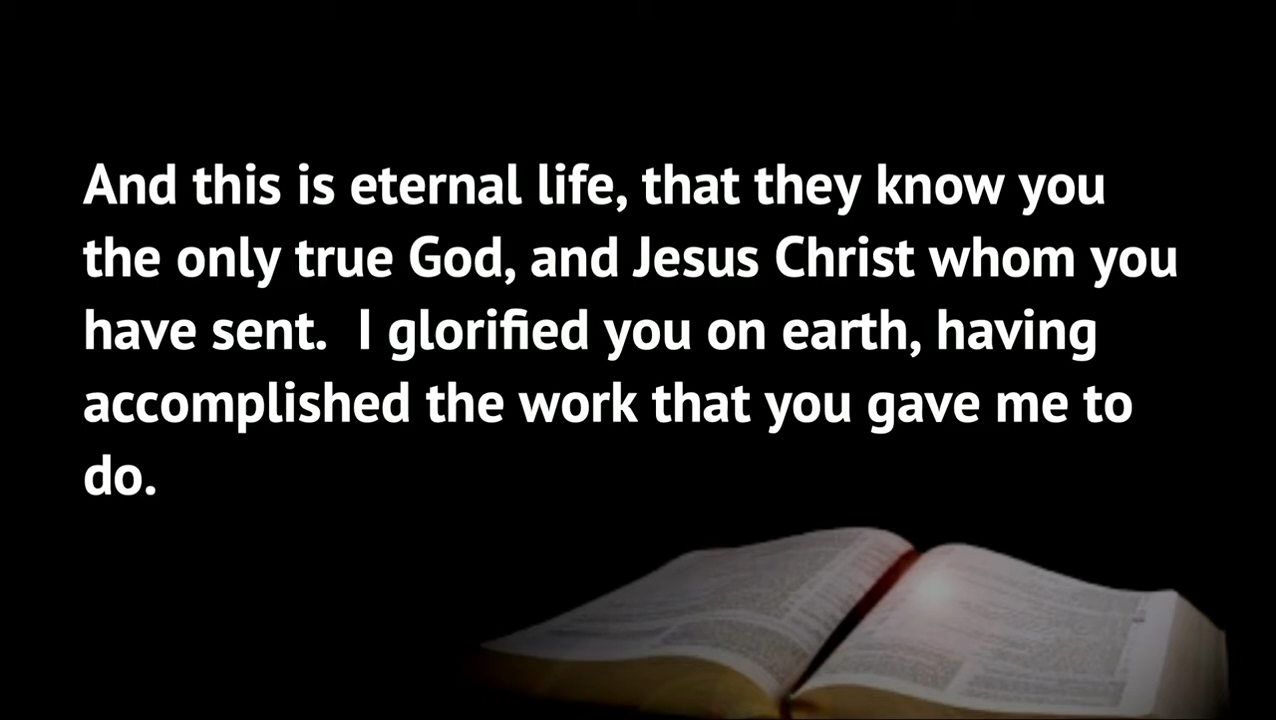 And this is eternal life, that they know you
the only true God, and Jesus Christ whom you
have sent.  I glorified you on earth, having
accomplished the work that you gave me to
do.